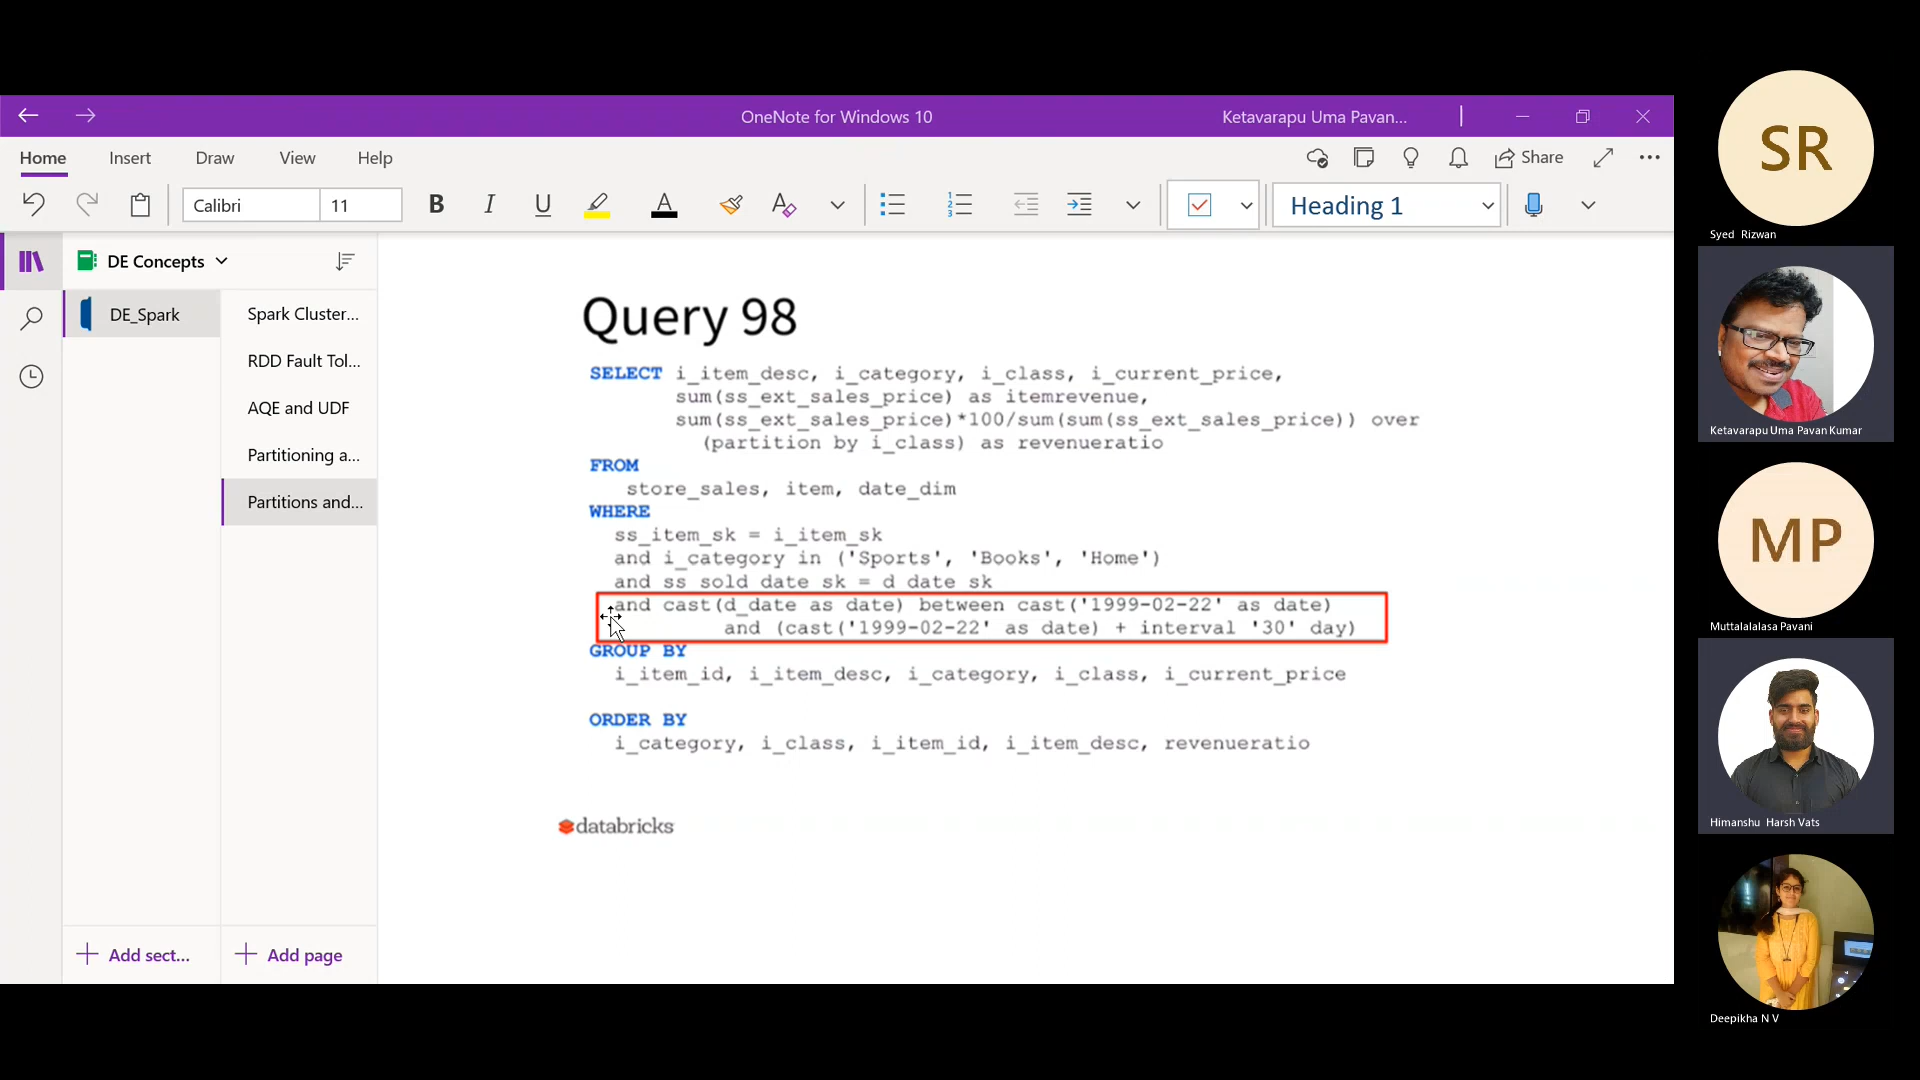 OneNote for Windows 10
Ketavarapu Uma Pavan...
Home
Insert
Draw
View
Help
Share
Calibri
11
B
I
U
A
A
Heading 1
DE Concepts
DE_Spark
Spark Cluster...
RDD Fault Tol...
AQE and UDF
Partitioning a...
Partitions and...
Add sect...
Add page
Query 98
SELECT i_item_desc, i_category, i_class, i_current_price,
sum(ss_ext_sales_price) as itemrevenue,
sum(ss_ext_sales_price)*100/sum(sum(ss_ext_sales_price)) over
(partition by i_class) as revenueratio
FROM
store_sales, item, date_dim
WHERE
ss_item_sk = i_item_sk
and i_category in ('Sports', 'Books', 'Home')
and ss_sold_date_sk = d_date_sk
and cast(d_date as date) between cast('1999-02-22' as date)
and (cast('1999-02-22' as date) + interval '30' day)
GROUP BY
i_item_id, i_item_desc, i_category, i_class, i_current_price
ORDER BY
i_category, i_class, i_item_id, i_item_desc, revenueratio
databricks
SR
Syed Rizwan
Ketavarapu Uma Pavan Kumar
MP
Muttalalalasa Pavani
Himanshu Harsh Vats
Deepikha N V